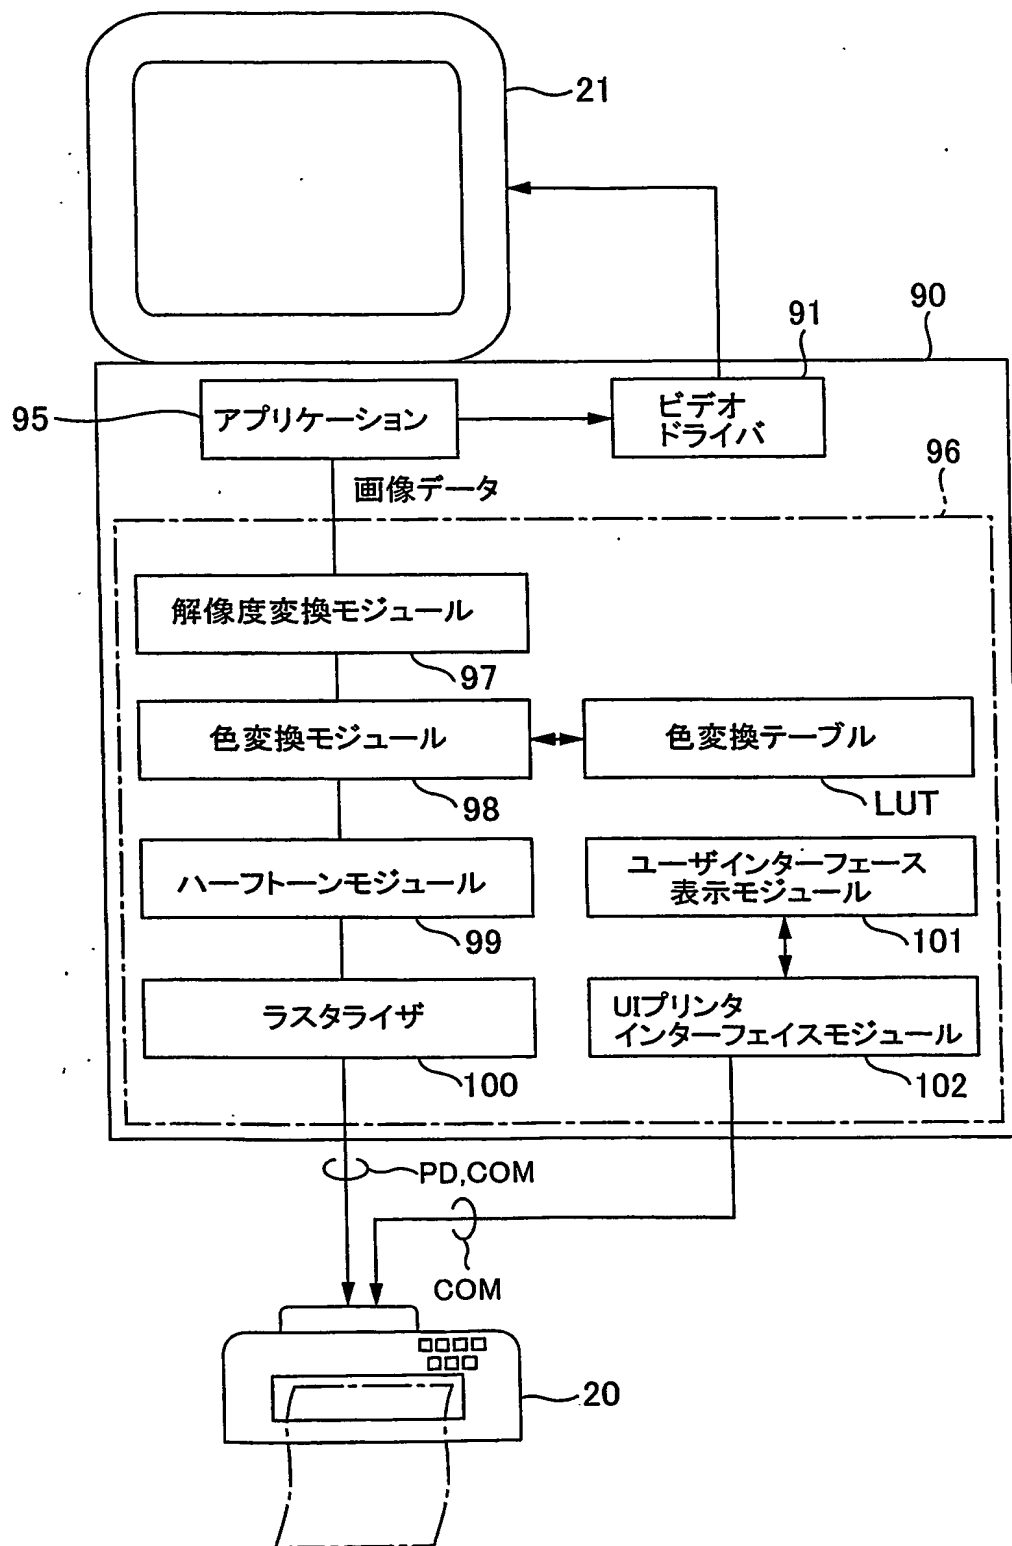 21
90
91
95
アプリケーション
ビデオ
ドライバ
96
画像データ
解像度変換モジュール
97
色変換モジュール
色変換テーブル
98
LUT
ハーフトーンモジュール
ユーザインターフェース
表示モジュール
99
101
ラスタライザ
UIプリンタ
インターフェイスモジュール
100
102
PD,COM
COM
20